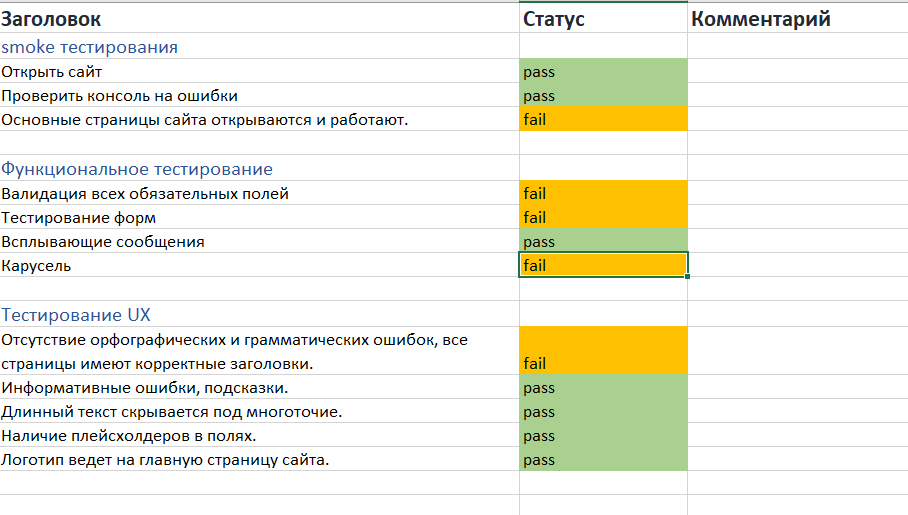 Заголовок Статус Комментарий
smoke тестирования
Открыть сайт pass
Проверить консоль на ошибки pass
Основные страницы сайта открываются и работают. fail
Функциональное тестирование
Валидация всех обязательных полей fail
Тестирование форм fail
Всплывающие сообщения pass
Карусель fail
Тестирование UX
Отсутствие орфографических и грамматических ошибок, все
страницы имеют корректные заголовки. fail
Информативные ошибки, подсказки. pass
Длинный текст скрывается под многоточие. pass
Наличие плейсхолдеров в полях. pass
Логотип ведет на главную страницу сайта. pass